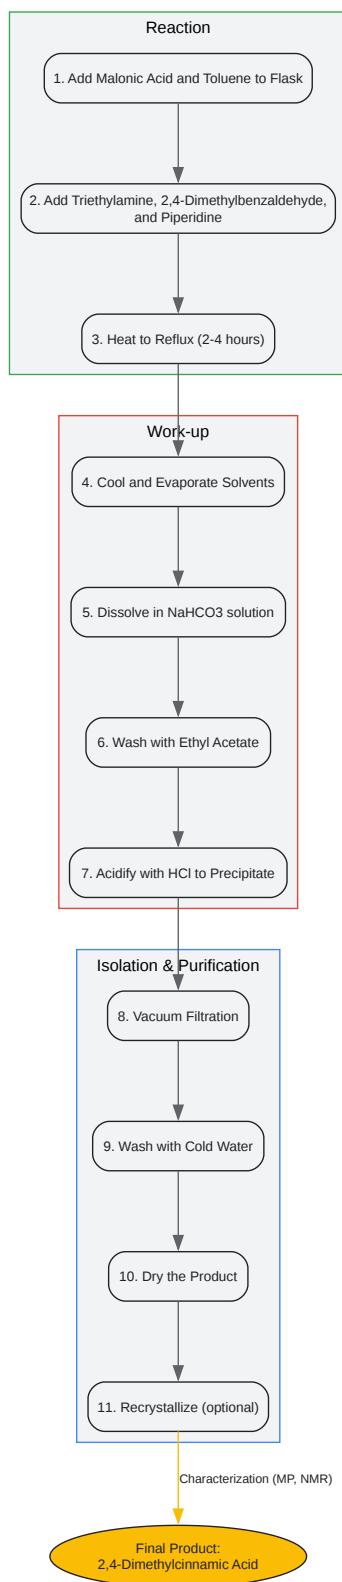 Reaction
1. Add Malonic Acid and Toluene to Flask
2. Add Triethylamine, 2,4-Dimethylbenzaldehyde,
and Piperidine
3. Heat to Reflux (2-4 hours)
Work-up
4. Cool and Evaporate Solvents
5. Dissolve in NaHCO3 solution
6. Wash with Ethyl Acetate
7. Acidify with HCl to Precipitate
Isolation & Purification
8. Vacuum Filtration
9. Wash with Cold Water
10. Dry the Product
11. Recrystallize (optional)
Characterization (MP, NMR)
Final Product:
2,4-Dimethylcinnamic Acid